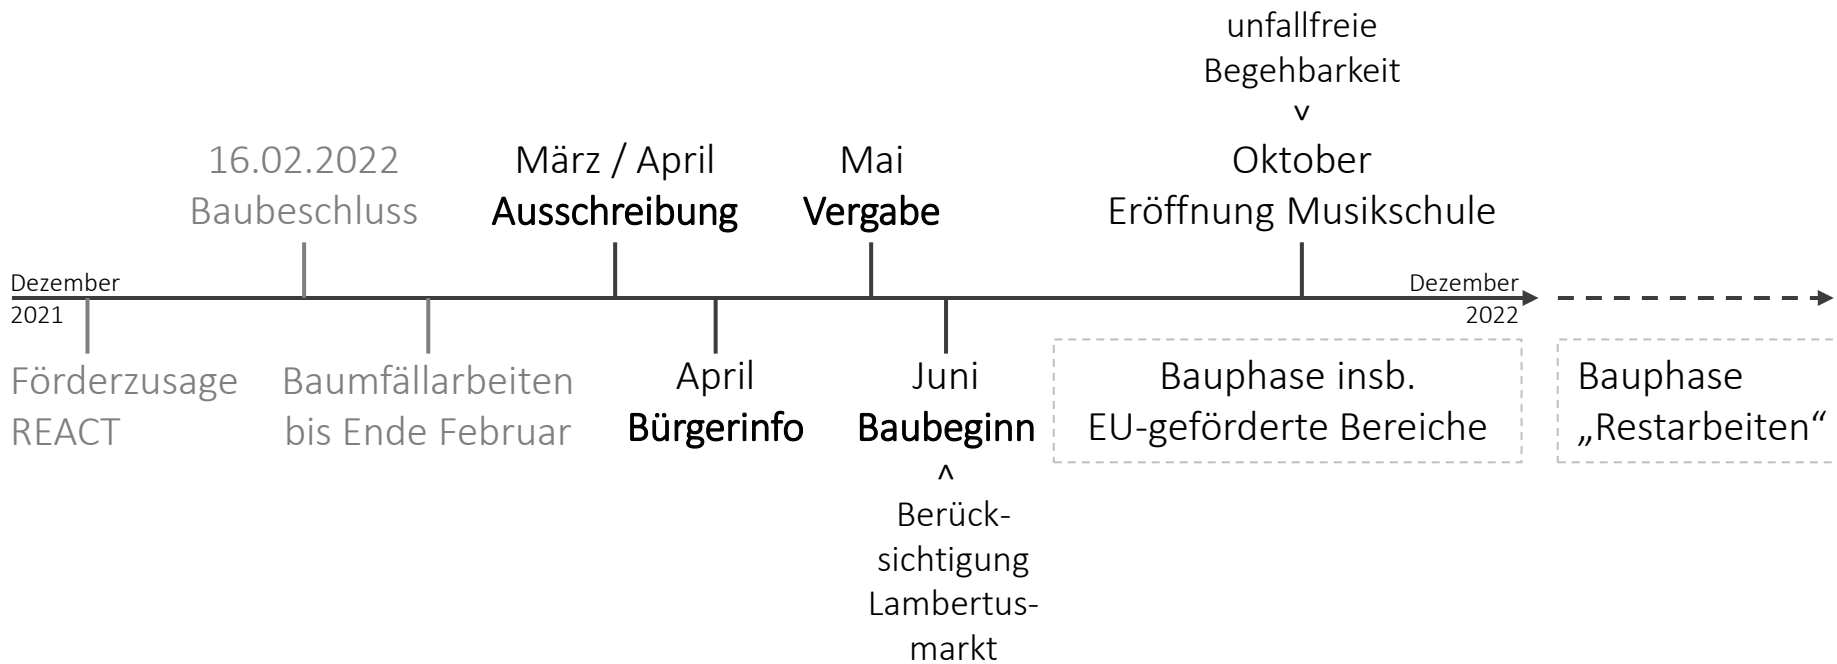 unfallfreie
Begehbarkeit
˅
16.02.2022
Baubeschluss
März / April
Ausschreibung
Mai
Vergabe
Oktober
Eröffnung Musikschule
Dezember
2021
Dezember
2022
Förderzusage
REACT
Baumfällarbeiten
bis Ende Februar
April
Bürgerinfo
Juni
Baubeginn
˄
Berück-
sichtigung
Lambertus-
markt
Bauphase insb.
EU-geförderte Bereiche
Bauphase
„Restarbeiten“